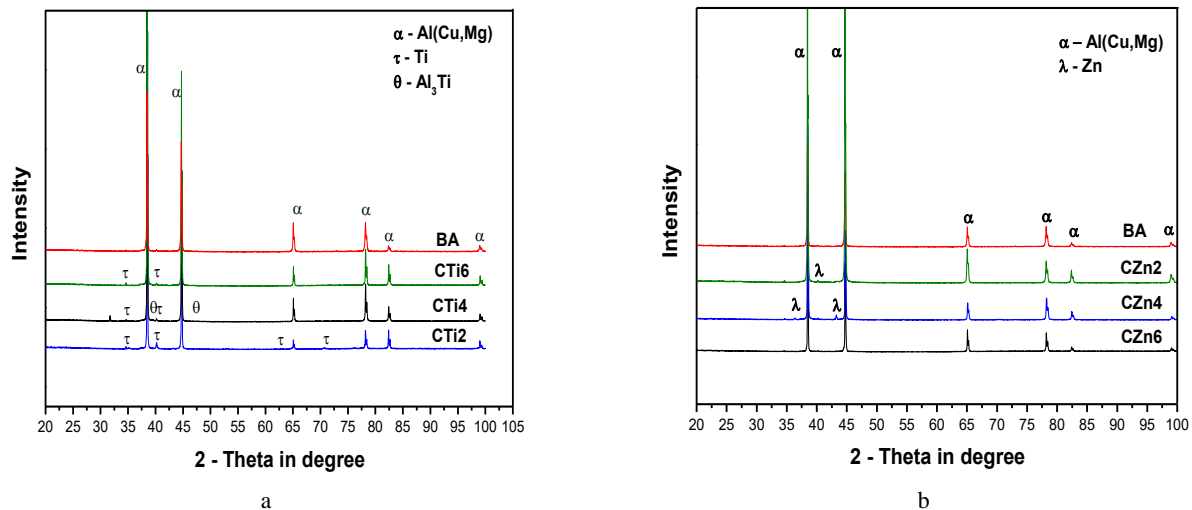 α - Al(Cu,Mg)
τ - Ti
θ - Al₃Ti
α
α
α
α
α
α
BA
τ
τ
CTi6
τ
θ
τ
θ
CTi4
τ
τ
τ
τ
CTi2
Intensity
20 25 30 35 40 45 50 55 60 65 70 75 80 85 90 95 100 105
2 - Theta in degree
a
α – Al(Cu,Mg)
λ - Zn
α
α
α
α
α
α
BA
λ
CZn2
λ
λ
CZn4
CZn6
Intensity
20 25 30 35 40 45 50 55 60 65 70 75 80 85 90 95 100
2 - Theta in degree
b